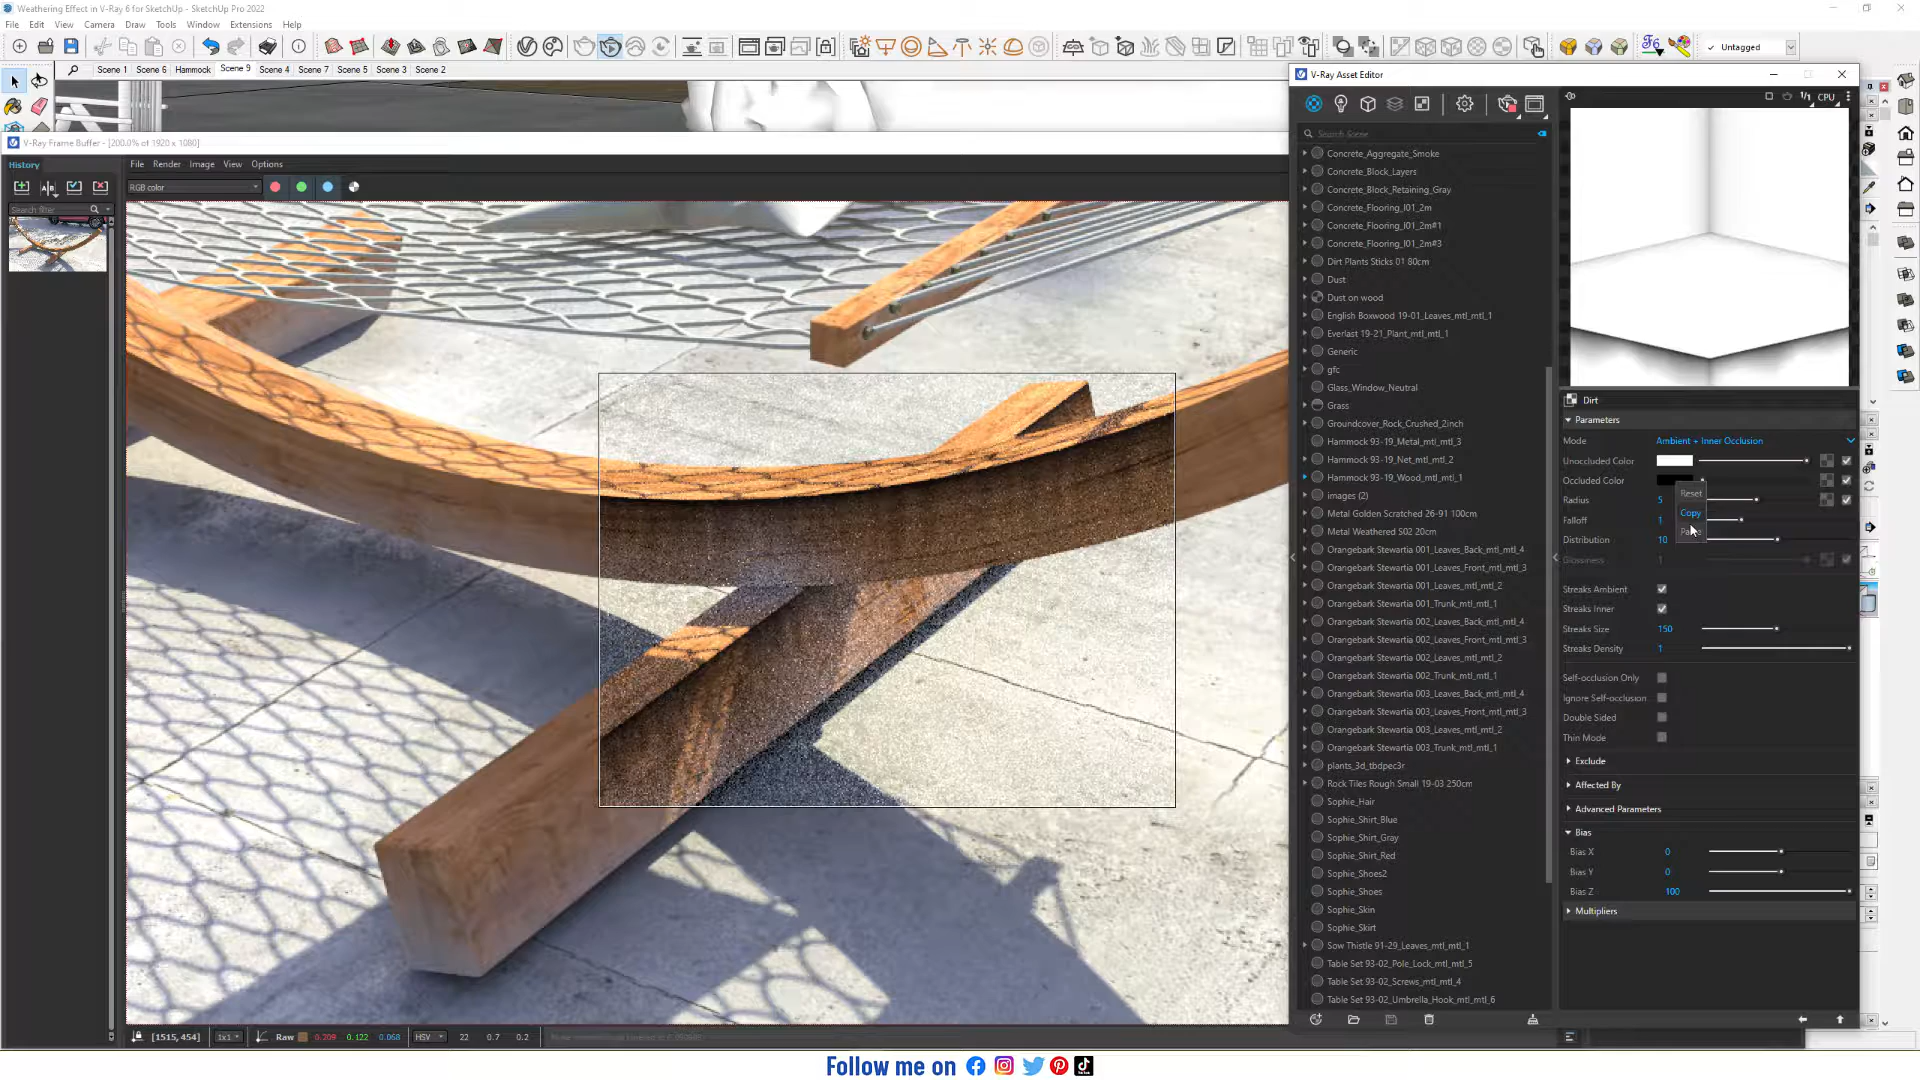 Weathering Effect in V-Ray 6 for SketchUp - SketchUp Pro 2022
File Edit View Camera Draw Tools Window Extensions Help
Untagged
Scene 1 Scene 6 Hammock Scene 9 Scene 4 Scene 7 Scene 5 Scene 3 Scene 2
V-Ray Frame Buffer - [200.0% of 1920 x 1080]
History
File Render Image View Options
RGB color
Search filter
V-Ray Asset Editor
1/1 CPU
Search Scene
Concrete_Aggregate_Smoke
Concrete_Block_Layers
Concrete_Block_Retaining_Gray
Concrete_Flooring_I01_2m
Concrete_Flooring_I01_2m#1
Concrete_Flooring_I01_2m#3
Dirt Plants Sticks 01 80cm
Dust
Dust on wood
English Boxwood 19-01_Leaves_mtl_mtl_1
Everlast 19-21_Plant_mtl_mtl_1
Generic
gfc
Glass_Window_Neutral
Grass
Groundcover_Rock_Crushed_2inch
Hammock 93-19_Metal_mtl_mtl_3
Hammock 93-19_Net_mtl_mtl_2
Hammock 93-19_Wood_mtl_mtl_1
images (2)
Metal Golden Scratched 26-91 100cm
Metal Weathered S02 20cm
Orangebark Stewartia 001_Leaves_Back_mtl_mtl_4
Orangebark Stewartia 001_Leaves_Front_mtl_mtl_3
Orangebark Stewartia 001_Leaves_mtl_mtl_2
Orangebark Stewartia 001_Trunk_mtl_mtl_1
Orangebark Stewartia 002_Leaves_Back_mtl_mtl_4
Orangebark Stewartia 002_Leaves_Front_mtl_mtl_3
Orangebark Stewartia 002_Leaves_mtl_mtl_2
Orangebark Stewartia 002_Trunk_mtl_mtl_1
Orangebark Stewartia 003_Leaves_Back_mtl_mtl_4
Orangebark Stewartia 003_Leaves_Front_mtl_mtl_3
Orangebark Stewartia 003_Leaves_mtl_mtl_2
Orangebark Stewartia 003_Trunk_mtl_mtl_1
plants_3d_tbdpec3r
Rock Tiles Rough Small 19-03 250cm
Sophie_Hair
Sophie_Shirt_Blue
Sophie_Shirt_Gray
Sophie_Shirt_Red
Sophie_Shoes2
Sophie_Shoes
Sophie_Skin
Sophie_Skirt
Sow Thistle 91-29_Leaves_mtl_mtl_1
Table Set 93-02_Pole_Lock_mtl_mtl_5
Table Set 93-02_Screws_mtl_mtl_4
Table Set 93-02_Umbrella_Hook_mtl_mtl_6
Dirt
Parameters
Mode Ambient + Inner Occlusion
Unoccluded Color
Occluded Color
Reset
Copy
Radius 5
Falloff 1
Distribution 10
Glossiness 1
Streaks Ambient
Streaks Inner
Streaks Size 150
Streaks Density 1
Self-occlusion Only
Ignore Self-occlusion
Double Sided
Thin Mode
Exclude
Affected By
Advanced Parameters
Bias
Bias X 0
Bias Y 0
Bias Z 100
Multipliers
[1515, 454] 1x1 Raw 0.209 0.122 0.068 HSV 22 0.7 0.2
Follow me on